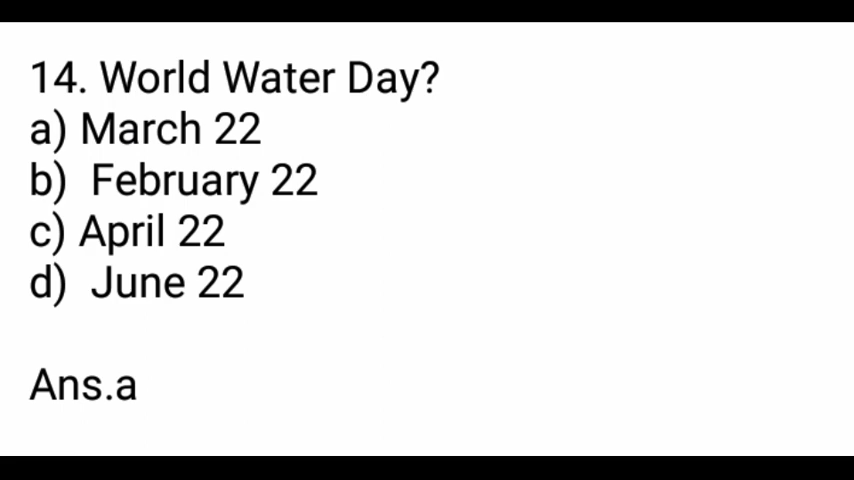 14. World Water Day?
a) March 22
b) February 22
c) April 22
d) June 22
Ans.a